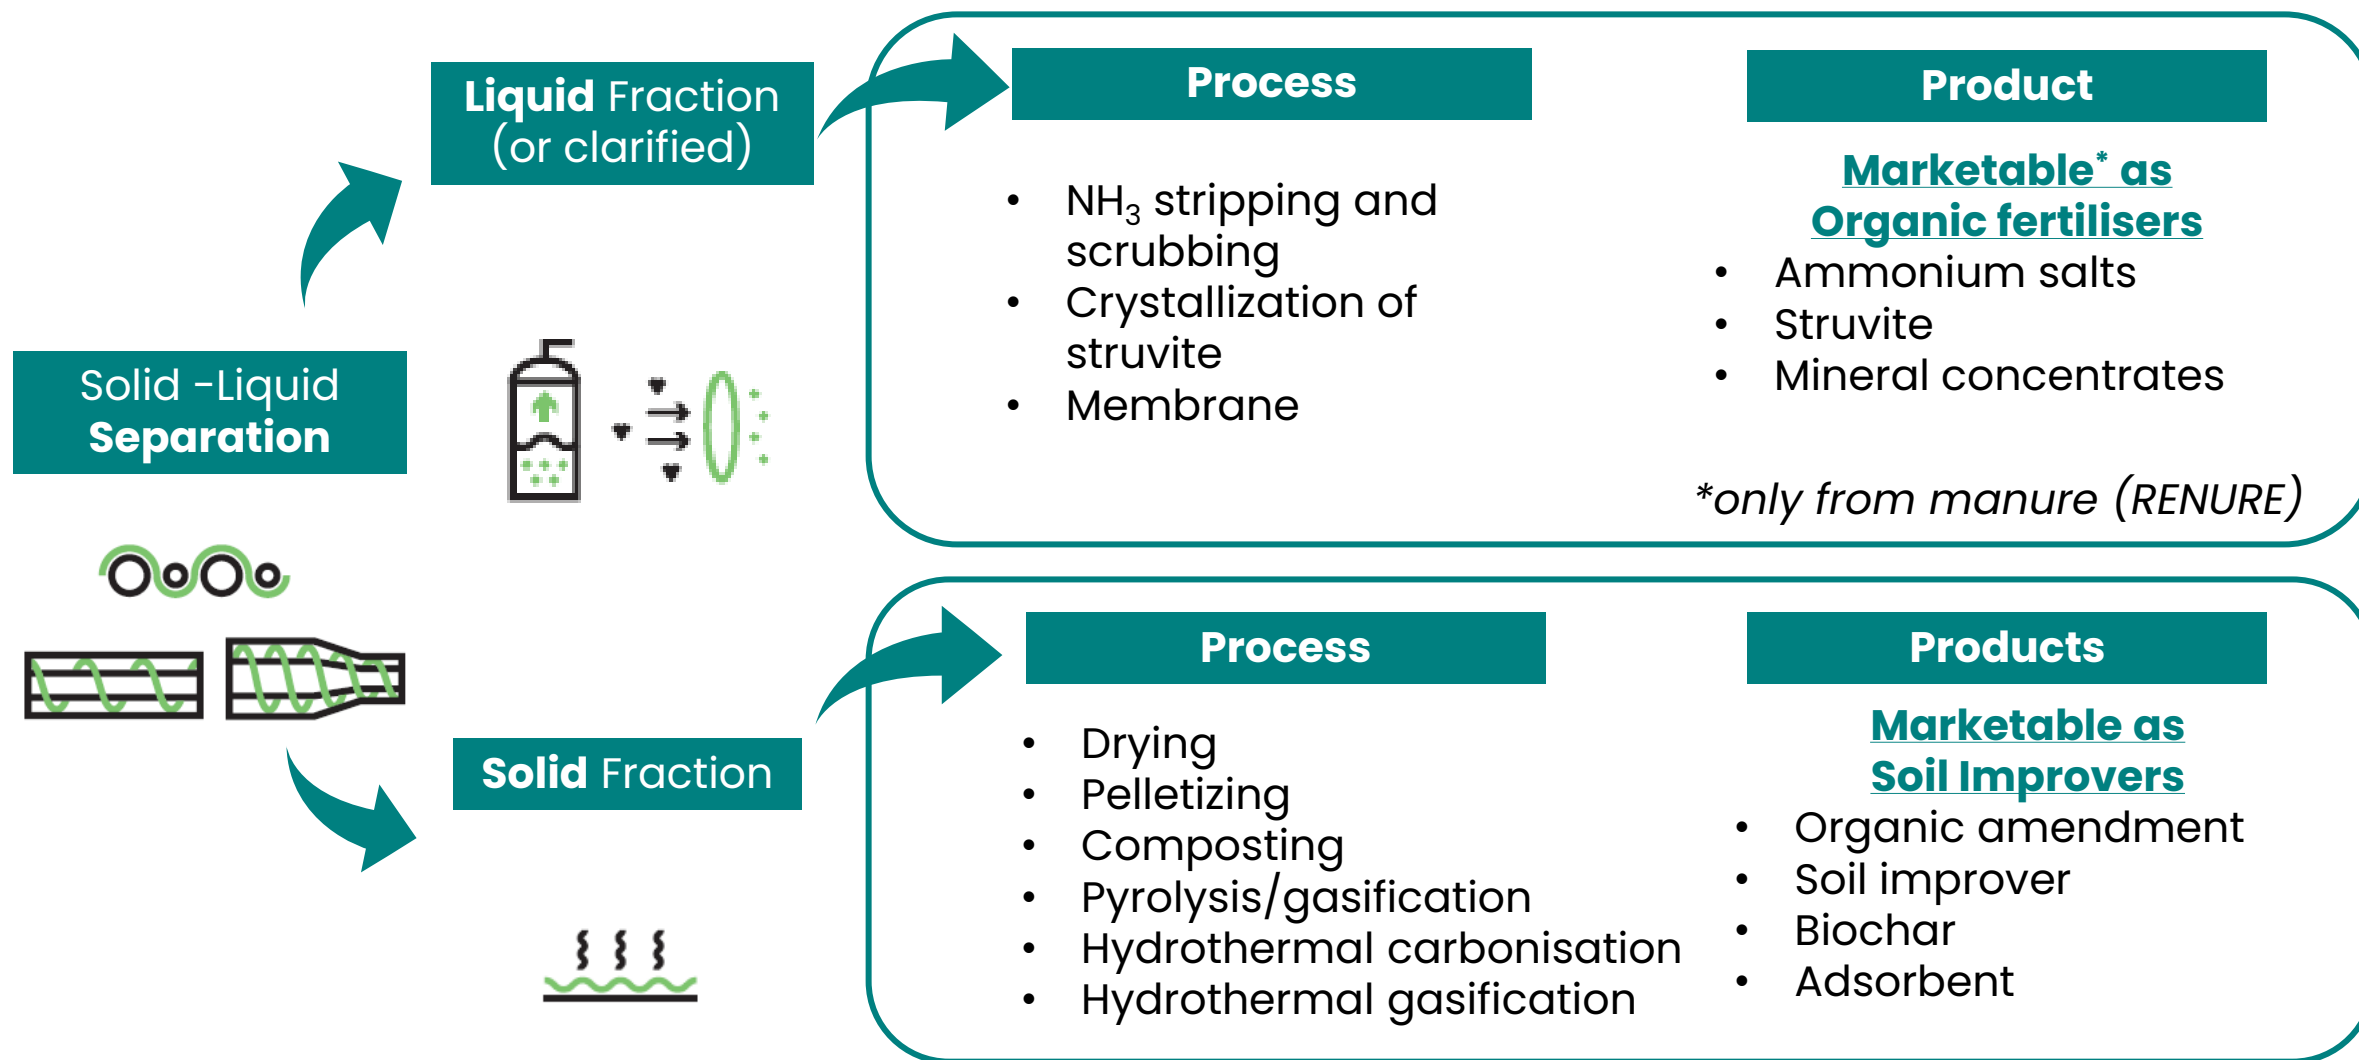 Solid -Liquid
Separation
Liquid Fraction
(or clarified)
Process
• NH₃ stripping and
scrubbing
• Crystallization of
struvite
• Membrane
Product
Marketable* as
Organic fertilisers
• Ammonium salts
• Struvite
• Mineral concentrates
*only from manure (RENURE)
Solid Fraction
Process
• Drying
• Pelletizing
• Composting
• Pyrolysis/gasification
• Hydrothermal carbonisation
• Hydrothermal gasification
Products
Marketable as
Soil Improvers
• Organic amendment
• Soil improver
• Biochar
• Adsorbent